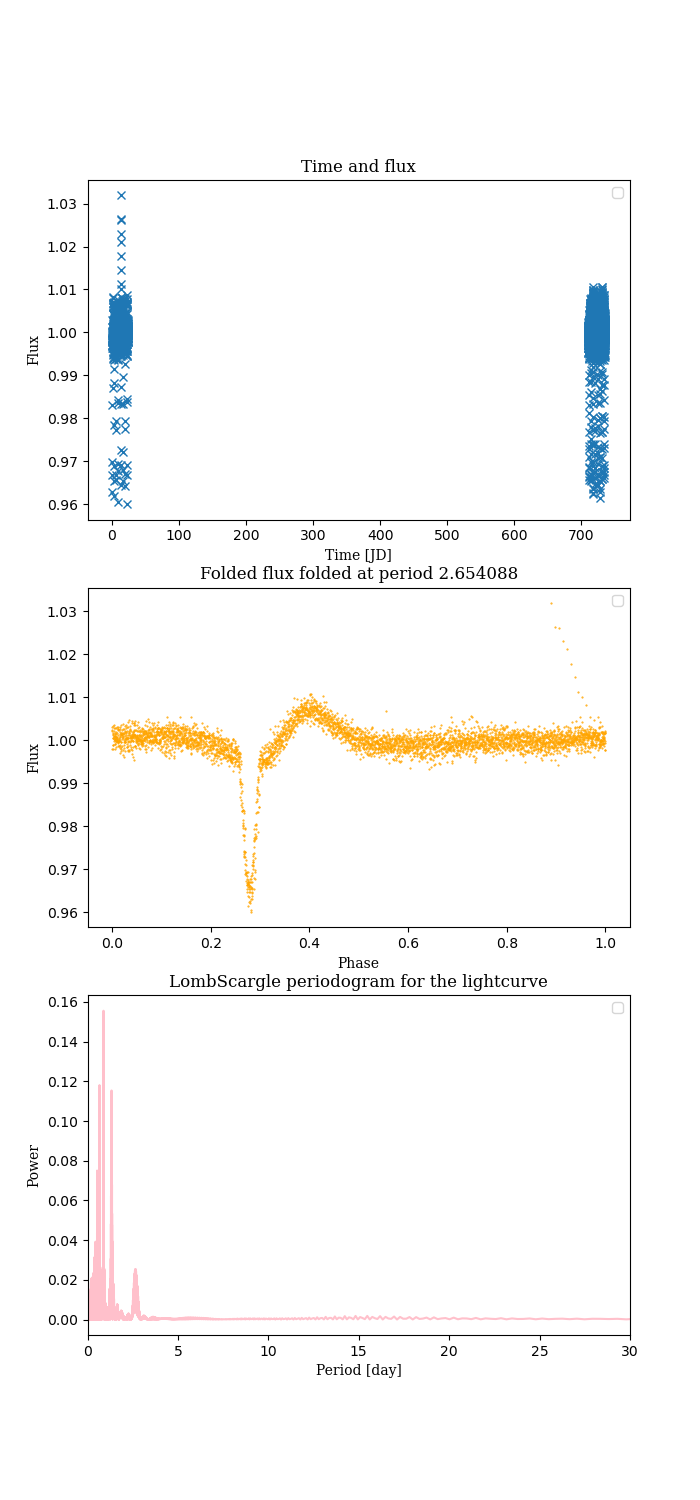 Time and flux
1.03
1.02
1.01
1.00
0.99
0.98
0.97
0.96
Flux
0 100 200 300 400 500 600 700
Time [JD]
Folded flux folded at period 2.654088
1.03
1.02
1.01
1.00
0.99
0.98
0.97
0.96
Flux
0.0 0.2 0.4 0.6 0.8 1.0
Phase
LombScargle periodogram for the lightcurve
0.16
0.14
0.12
0.10
0.08
0.06
0.04
0.02
0.00
Power
0 5 10 15 20 25 30
Period [day]